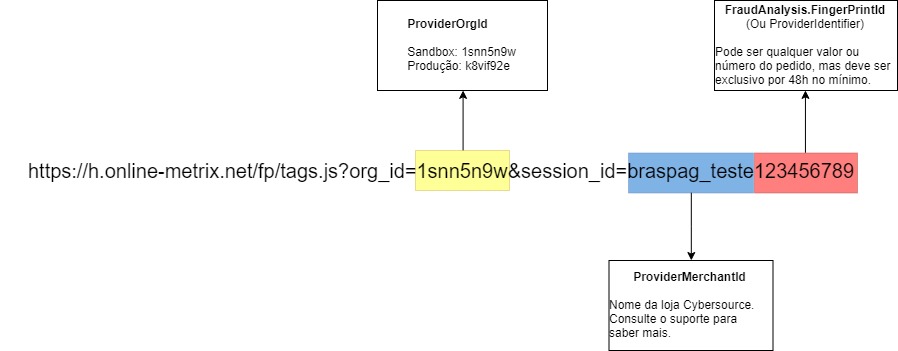 ProviderOrgId
Sandbox: 1snn5n9w
Produção: k8vif92e
FraudAnalysis.FingerPrintId
(Ou ProviderIdentifier)
Pode ser qualquer valor ou
número do pedido, mas deve ser
exclusivo por 48h no mínimo.
https://h.online-metrix.net/fp/tags.js?org_id=1snn5n9w&session_id=braspag_teste123456789
ProviderMerchantId
Nome da loja Cybersource.
Consulte o suporte para
saber mais.